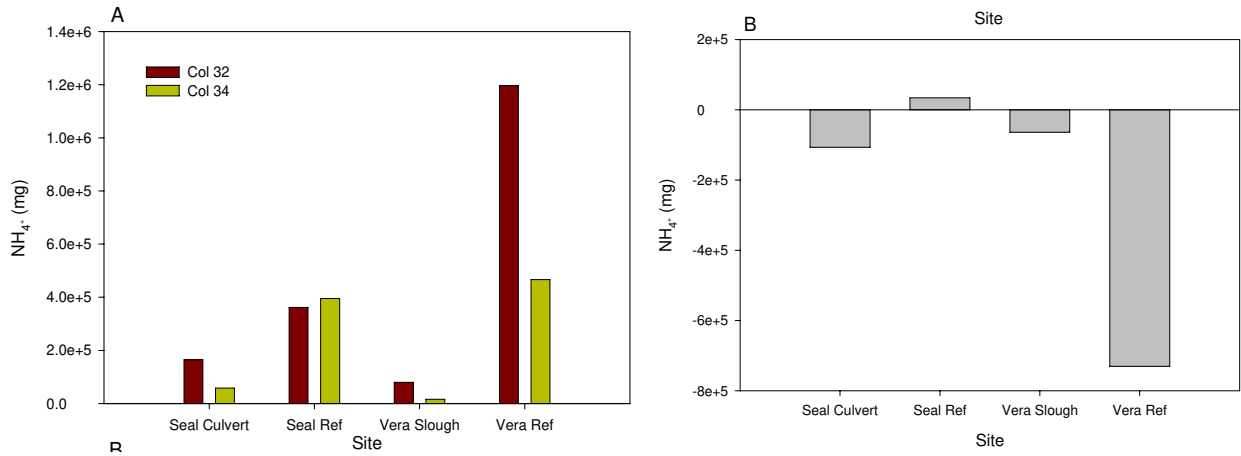 A
1.4e+6
1.2e+6
1.0e+6
8.0e+5
6.0e+5
4.0e+5
2.0e+5
0.0
NH4+ (mg)
Col 32
Col 34
Seal Culvert Seal Ref Vera Slough Vera Ref
Site
B
Site
B
2e+5
0
-2e+5
-4e+5
-6e+5
-8e+5
NH4+ (mg)
Seal Culvert Seal Ref Vera Slough Vera Ref
Site